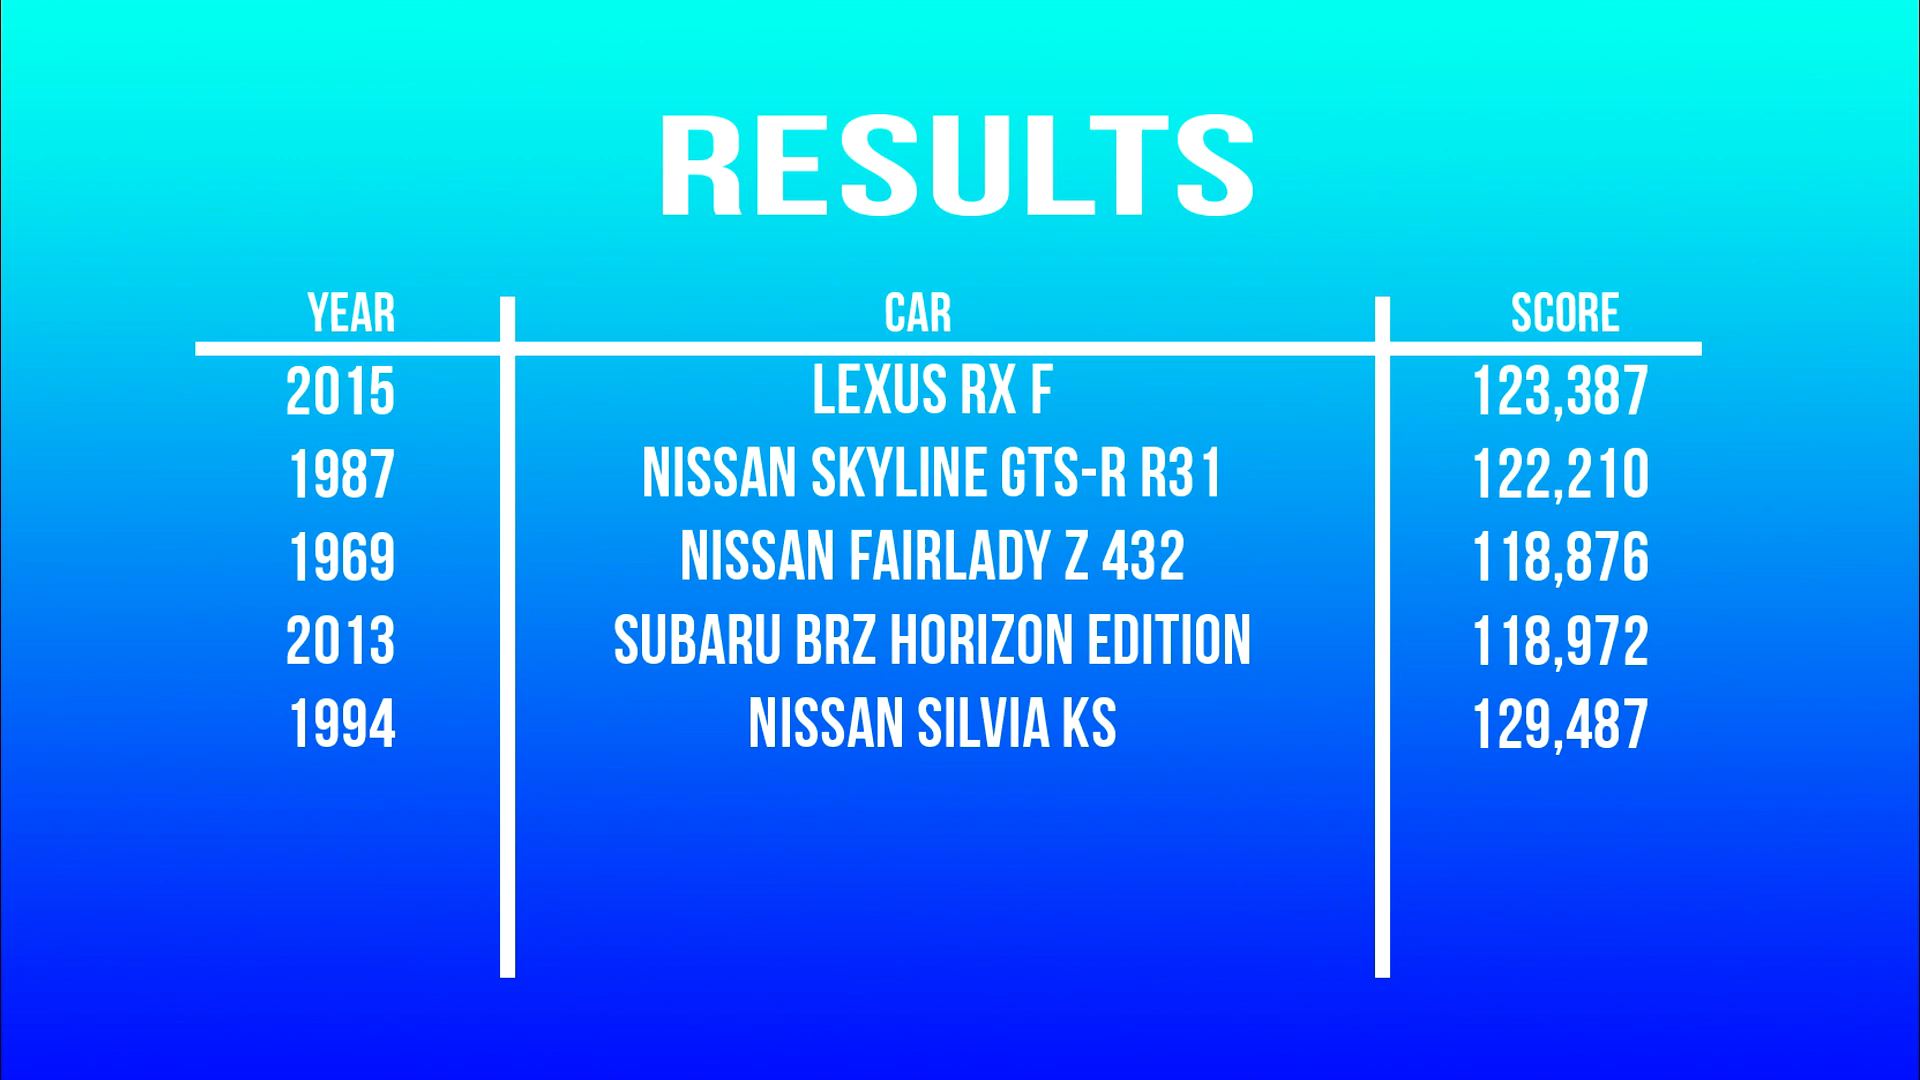 RESULTS
YEAR CAR SCORE
2015 LEXUS RX F 123,387
1987 NISSAN SKYLINE GTS-R R31 122,210
1969 NISSAN FAIRLADY Z 432 118,876
2013 SUBARU BRZ HORIZON EDITION 118,972
1994 NISSAN SILVIA KS 129,487